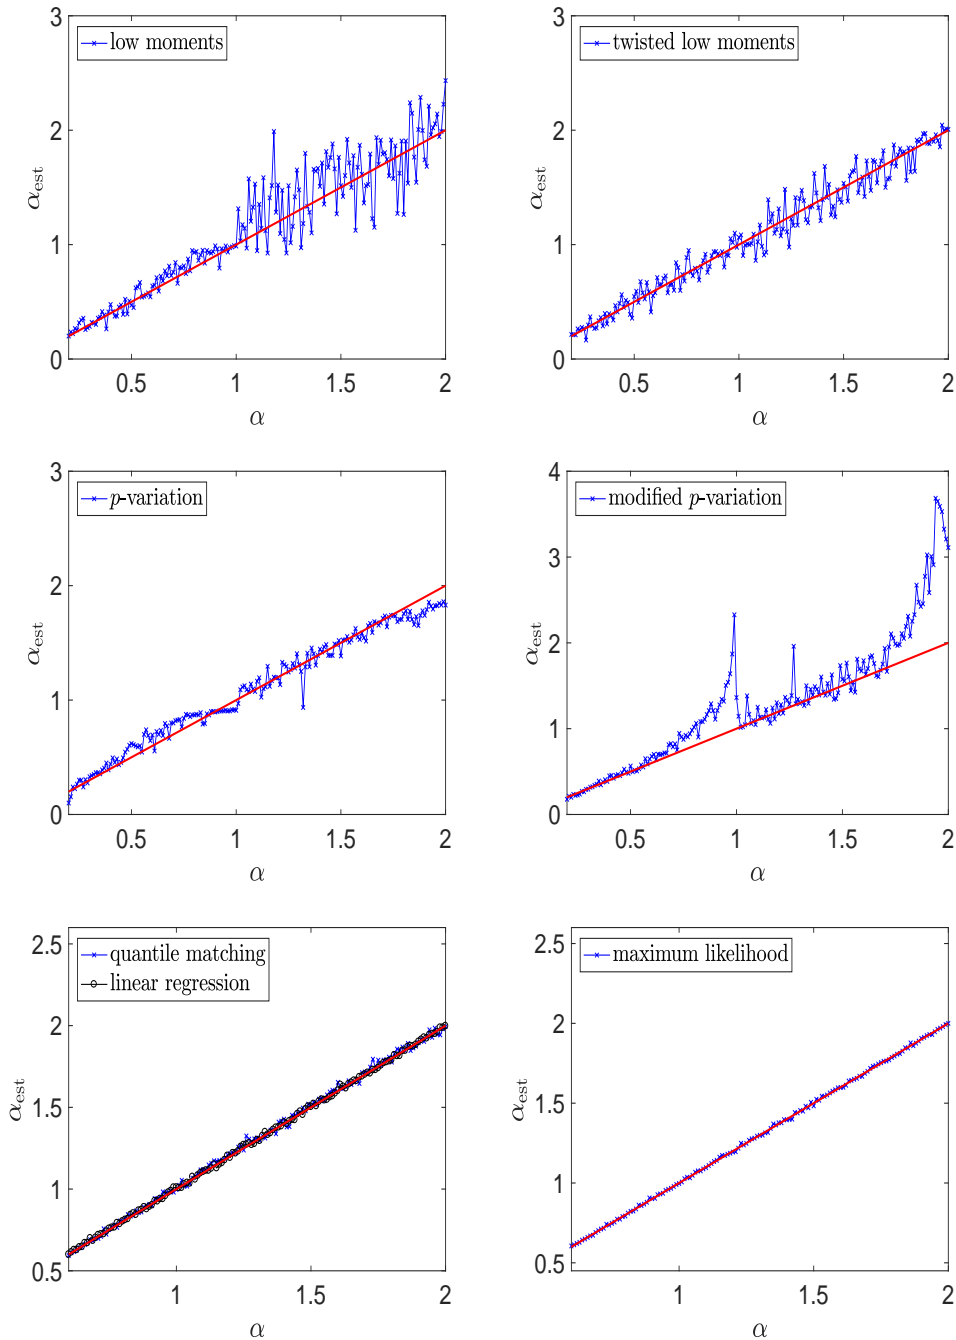 3
low moments
2
α_est
1
0
0.5
1
1.5
2
α
3
twisted low moments
2
α_est
1
0
0.5
1
1.5
2
α
3
p-variation
2
α_est
1
0
0.5
1
1.5
2
α
4
modified p-variation
3
α_est
2
1
0
0.5
1
1.5
2
α
2.5
quantile matching
linear regression
2
α_est
1.5
1
0.5
1
1.5
2
α
2.5
maximum likelihood
2
α_est
1.5
1
0.5
1
1.5
2
α